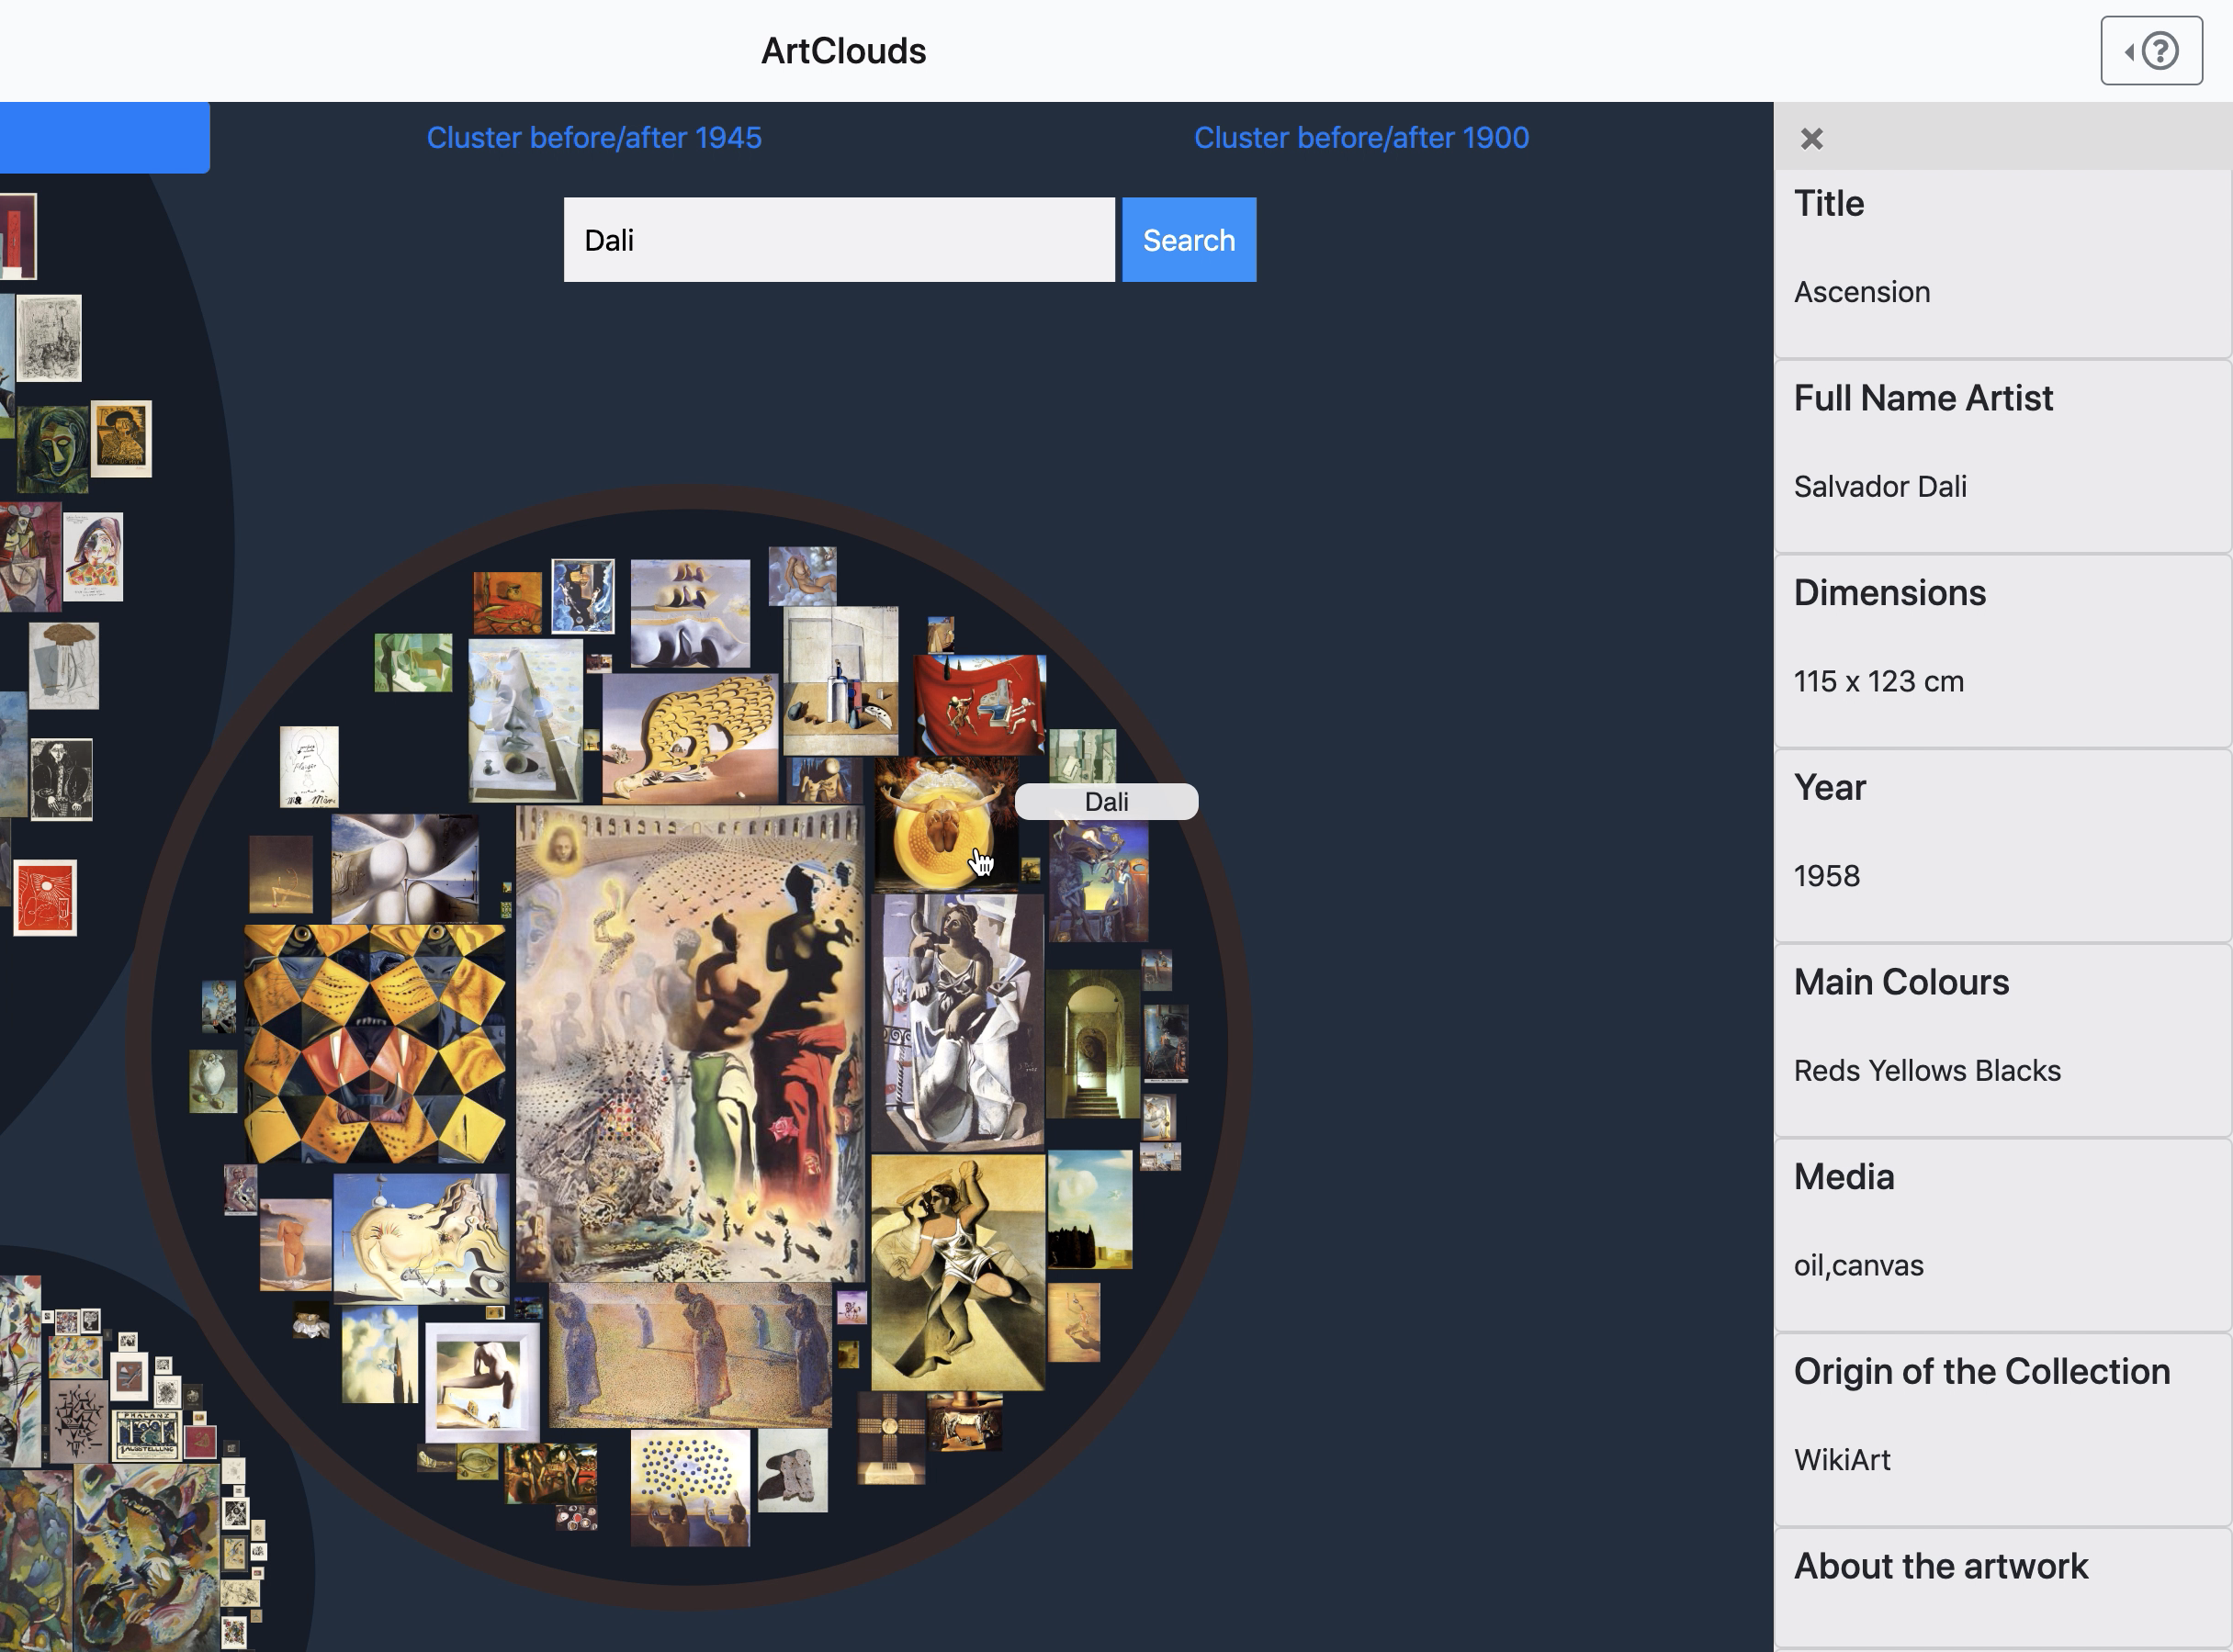 ArtClouds
?
Cluster before/after 1945
Cluster before/after 1900
Dali
Search
Dali
PHALANX
AUSSTELLUNG
Title
Ascension
Full Name Artist
Salvador Dali
Dimensions
115 x 123 cm
Year
1958
Main Colours
Reds Yellows Blacks
Media
oil,canvas
Origin of the Collection
WikiArt
About the artwork